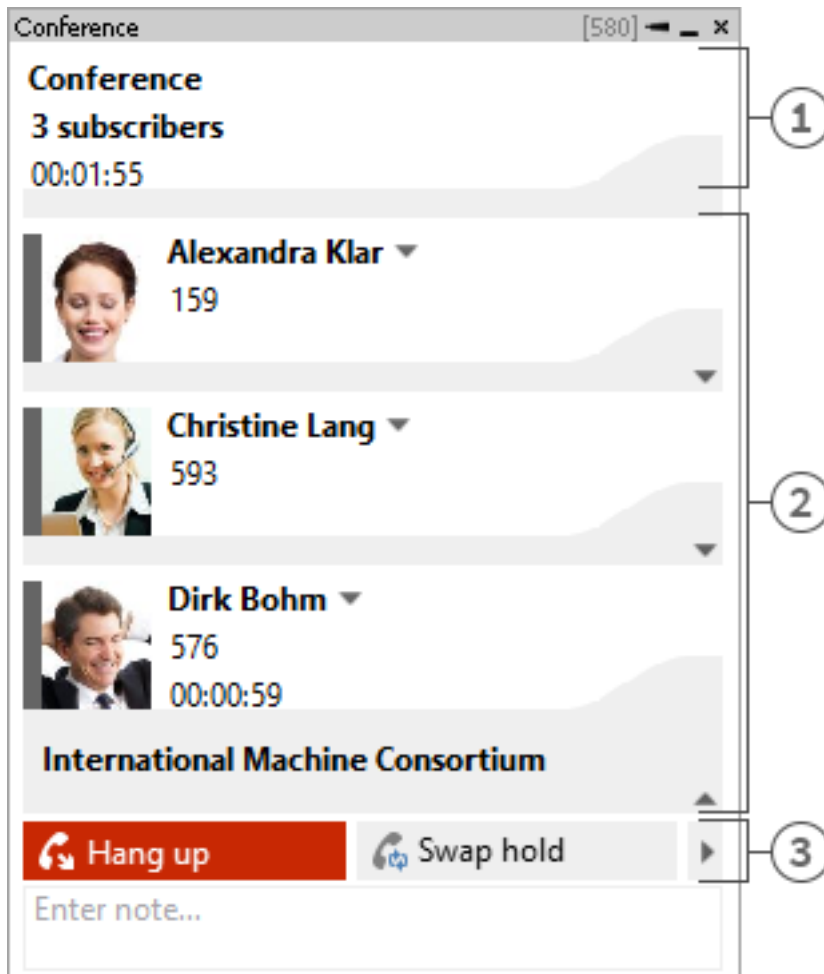 Conference [580]
Conference
3 subscribers
00:01:55
1
Alexandra Klar
159
Christine Lang
593
2
Dirk Bohm
576
00:00:59
International Machine Consortium
Hang up Swap hold
3
Enter note...